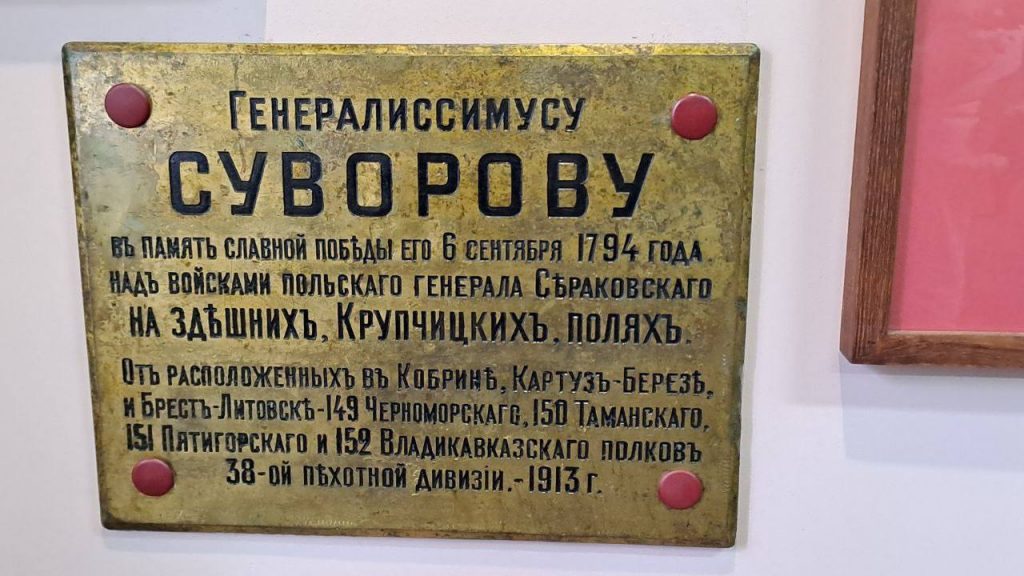 Генералиссимусу
СУВОРОВУ
въ память славной побѣды его 6 сентября 1794 года
надъ войсками польскаго генерала Сѣраковскаго
на здѣшнихъ, Крупчицкихъ, поляхъ.
Отъ расположенныхъ въ Кобринѣ, Картузъ-Березѣ,
и Брестъ-Литовскѣ-149 Черноморскаго, 150 Таманскаго,
151 Пятигорскаго и 152 Владикавказскаго полковъ
38-ой пѣхотной дивизіи.-1913 г.